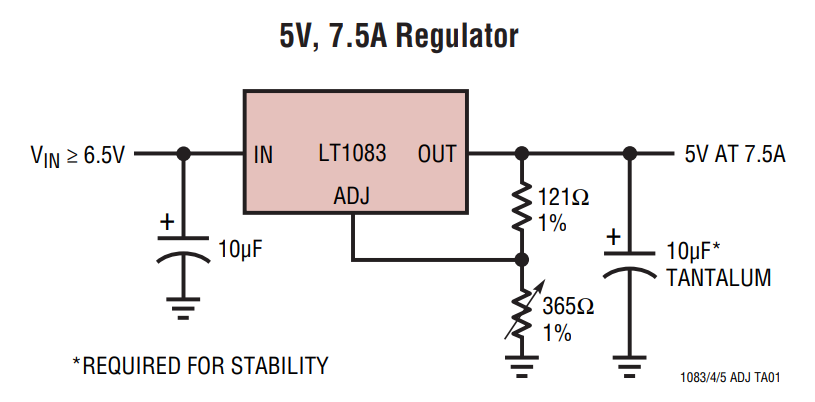 5V, 7.5A Regulator
VIN ≥ 6.5V
IN
LT1083
OUT
ADJ
5V AT 7.5A
+
10µF
121Ω
1%
365Ω
1%
+
10µF*
TANTALUM
*REQUIRED FOR STABILITY
1083/4/5 ADJ TA01